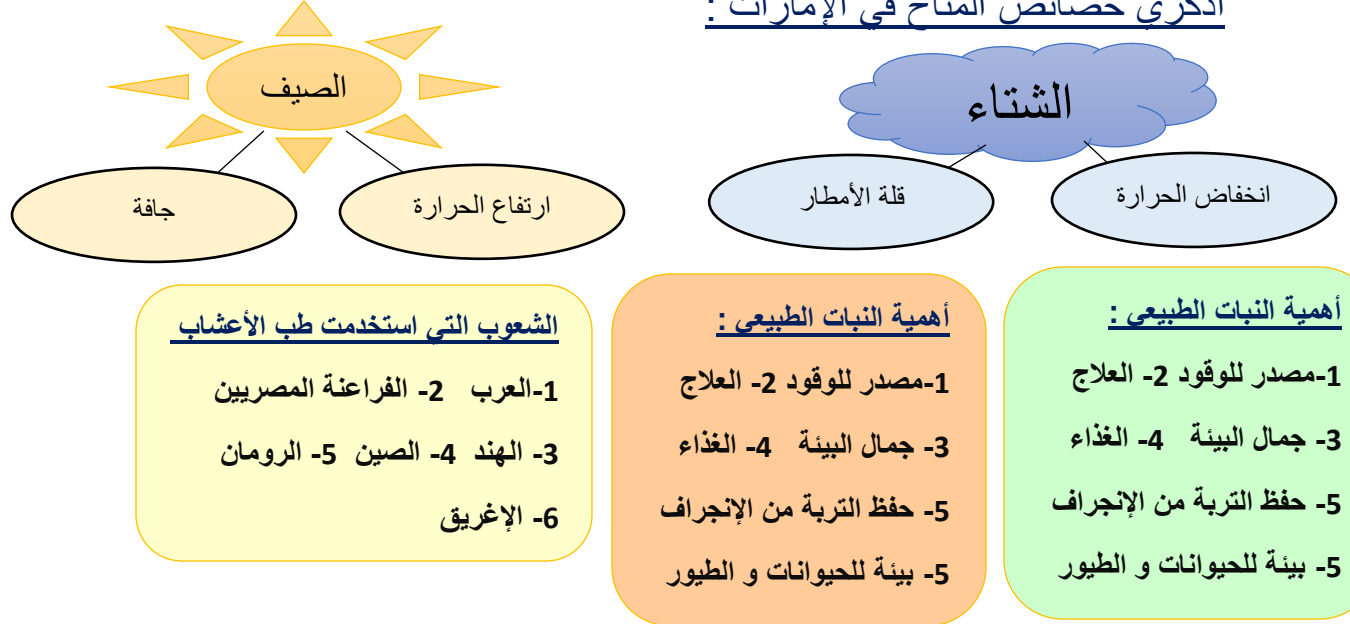 اذكري خصائص المناخ في الإمارات :
الشتاء
انخفاض الحرارة
قلة الأمطار
الصيف
ارتفاع الحرارة
جافة
أهمية النبات الطبيعي :
1-مصدر للوقود 2- العلاج
3- جمال البيئة 4- الغذاء
5- حفظ التربة من الإنجراف
5- بيئة للحيوانات و الطيور
أهمية النبات الطبيعي :
1-مصدر للوقود 2- العلاج
3- جمال البيئة 4- الغذاء
5- حفظ التربة من الإنجراف
5- بيئة للحيوانات و الطيور
الشعوب التي استخدمت طب الأعشاب
1-العرب 2- الفراعنة المصريين
3- الهند 4- الصين 5- الرومان
6- الإغريق